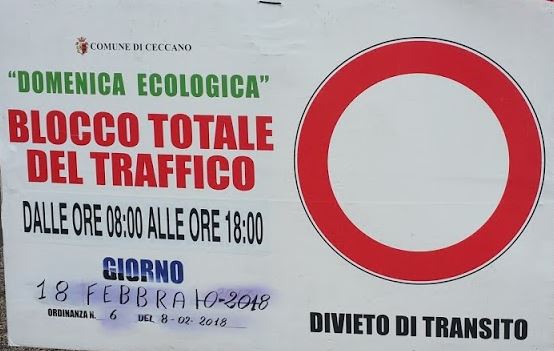 COMUNE DI CECCANO
“DOMENICA ECOLOGICA”
BLOCCO TOTALE
DEL TRAFFICO
DALLE ORE 08:00 ALLE ORE 18:00
GIORNO
18 FEBBRAIO-2018
ORDINANZA N. 6 DEL 8-02-2018
DIVIETO DI TRANSITO